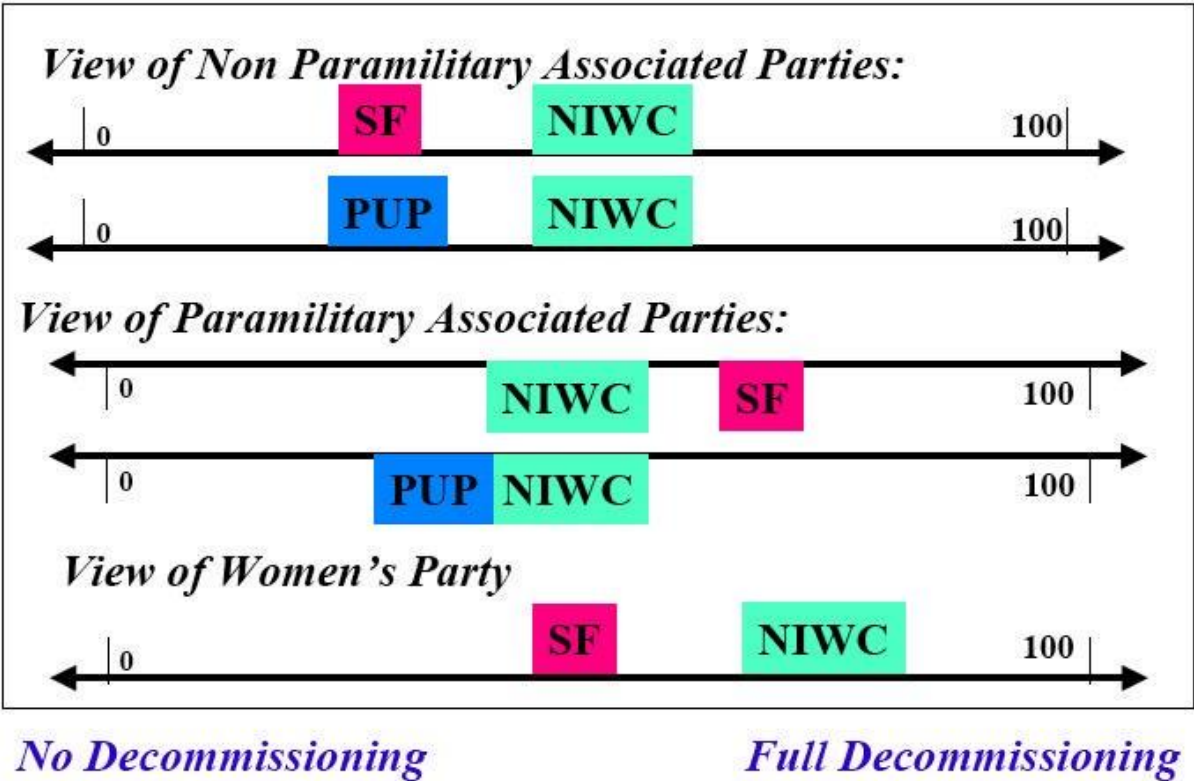 View of Non Paramilitary Associated Parties:
0 SF NIWC 100
0 PUP NIWC 100
View of Paramilitary Associated Parties:
0 NIWC SF 100
0 PUP NIWC 100
View of Women’s Party
0 SF NIWC 100
No Decommissioning Full Decommissioning